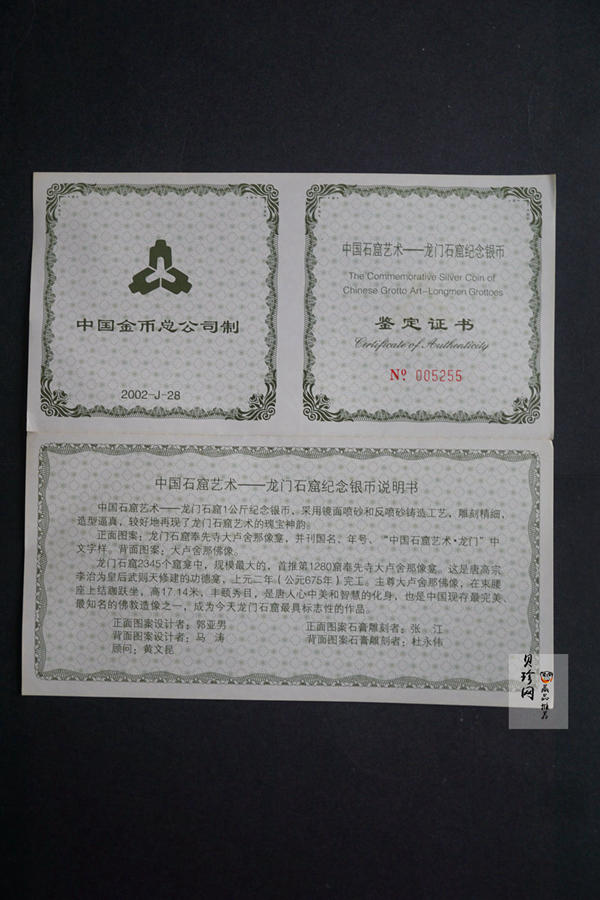 中国金币总公司制
2002-J-28
中国石窟艺术——龙门石窟纪念银币
The Commemorative Silver Coin of
Chinese Grotto Art-Longmen Grottoes
鉴定证书
Certificate of Authenticity
Nº 005255
中国石窟艺术——龙门石窟纪念银币说明书
中国石窟艺术——龙门石窟1公斤纪念银币，采用镜面喷砂和反喷砂铸造工艺，雕刻精细，
造型逼真，较好地再现了龙门石窟艺术的瑰宝神韵。
正面图案：龙门石窟奉先寺大卢舍那像龛，并刊国名、年号、“中国石窟艺术·龙门”中
文字样。背面图案：大卢舍那佛像。
龙门石窟2345个窟龛中，规模最大的，首推第1280窟奉先寺大卢舍那像龛。这是唐高宗
李治为皇后武则天修建的功德窟，上元二年（公元675年）完工。主尊大卢舍那佛像，在束腰
座上结跏趺坐，高17.14米，丰颐秀目，是唐人心中美和智慧的化身，也是中国现存最完美
最知名的佛教造像之一，成为今天龙门石窟最具标志性的作品。
正面图案设计者：郭亚男
正面图案石膏雕刻者：张　江
背面图案设计者：马　涛
背面图案石膏雕刻者：杜永伟
顾问：黄文昆
贝珍网
藏品推荐